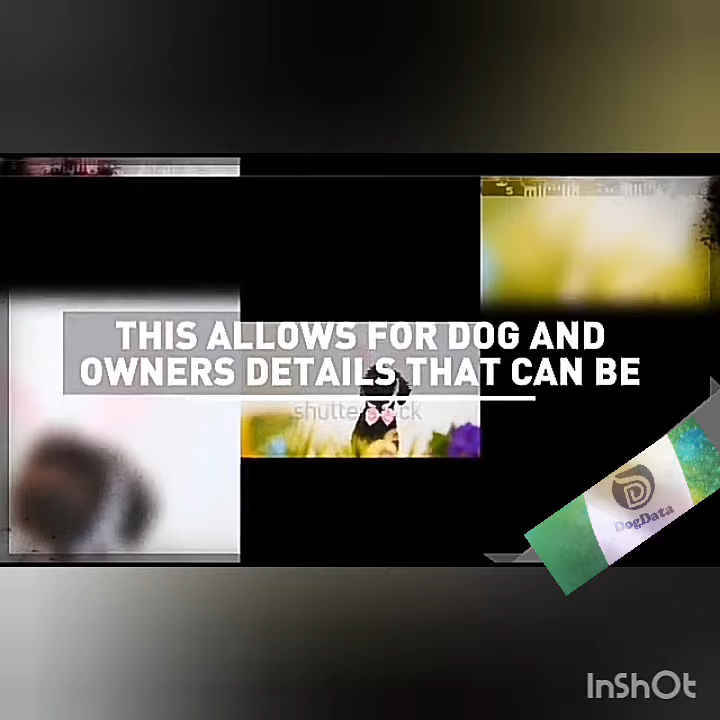 THIS ALLOWS FOR DOG AND
OWNERS DETAILS THAT CAN BE
shutterstock
DogData
InShOt